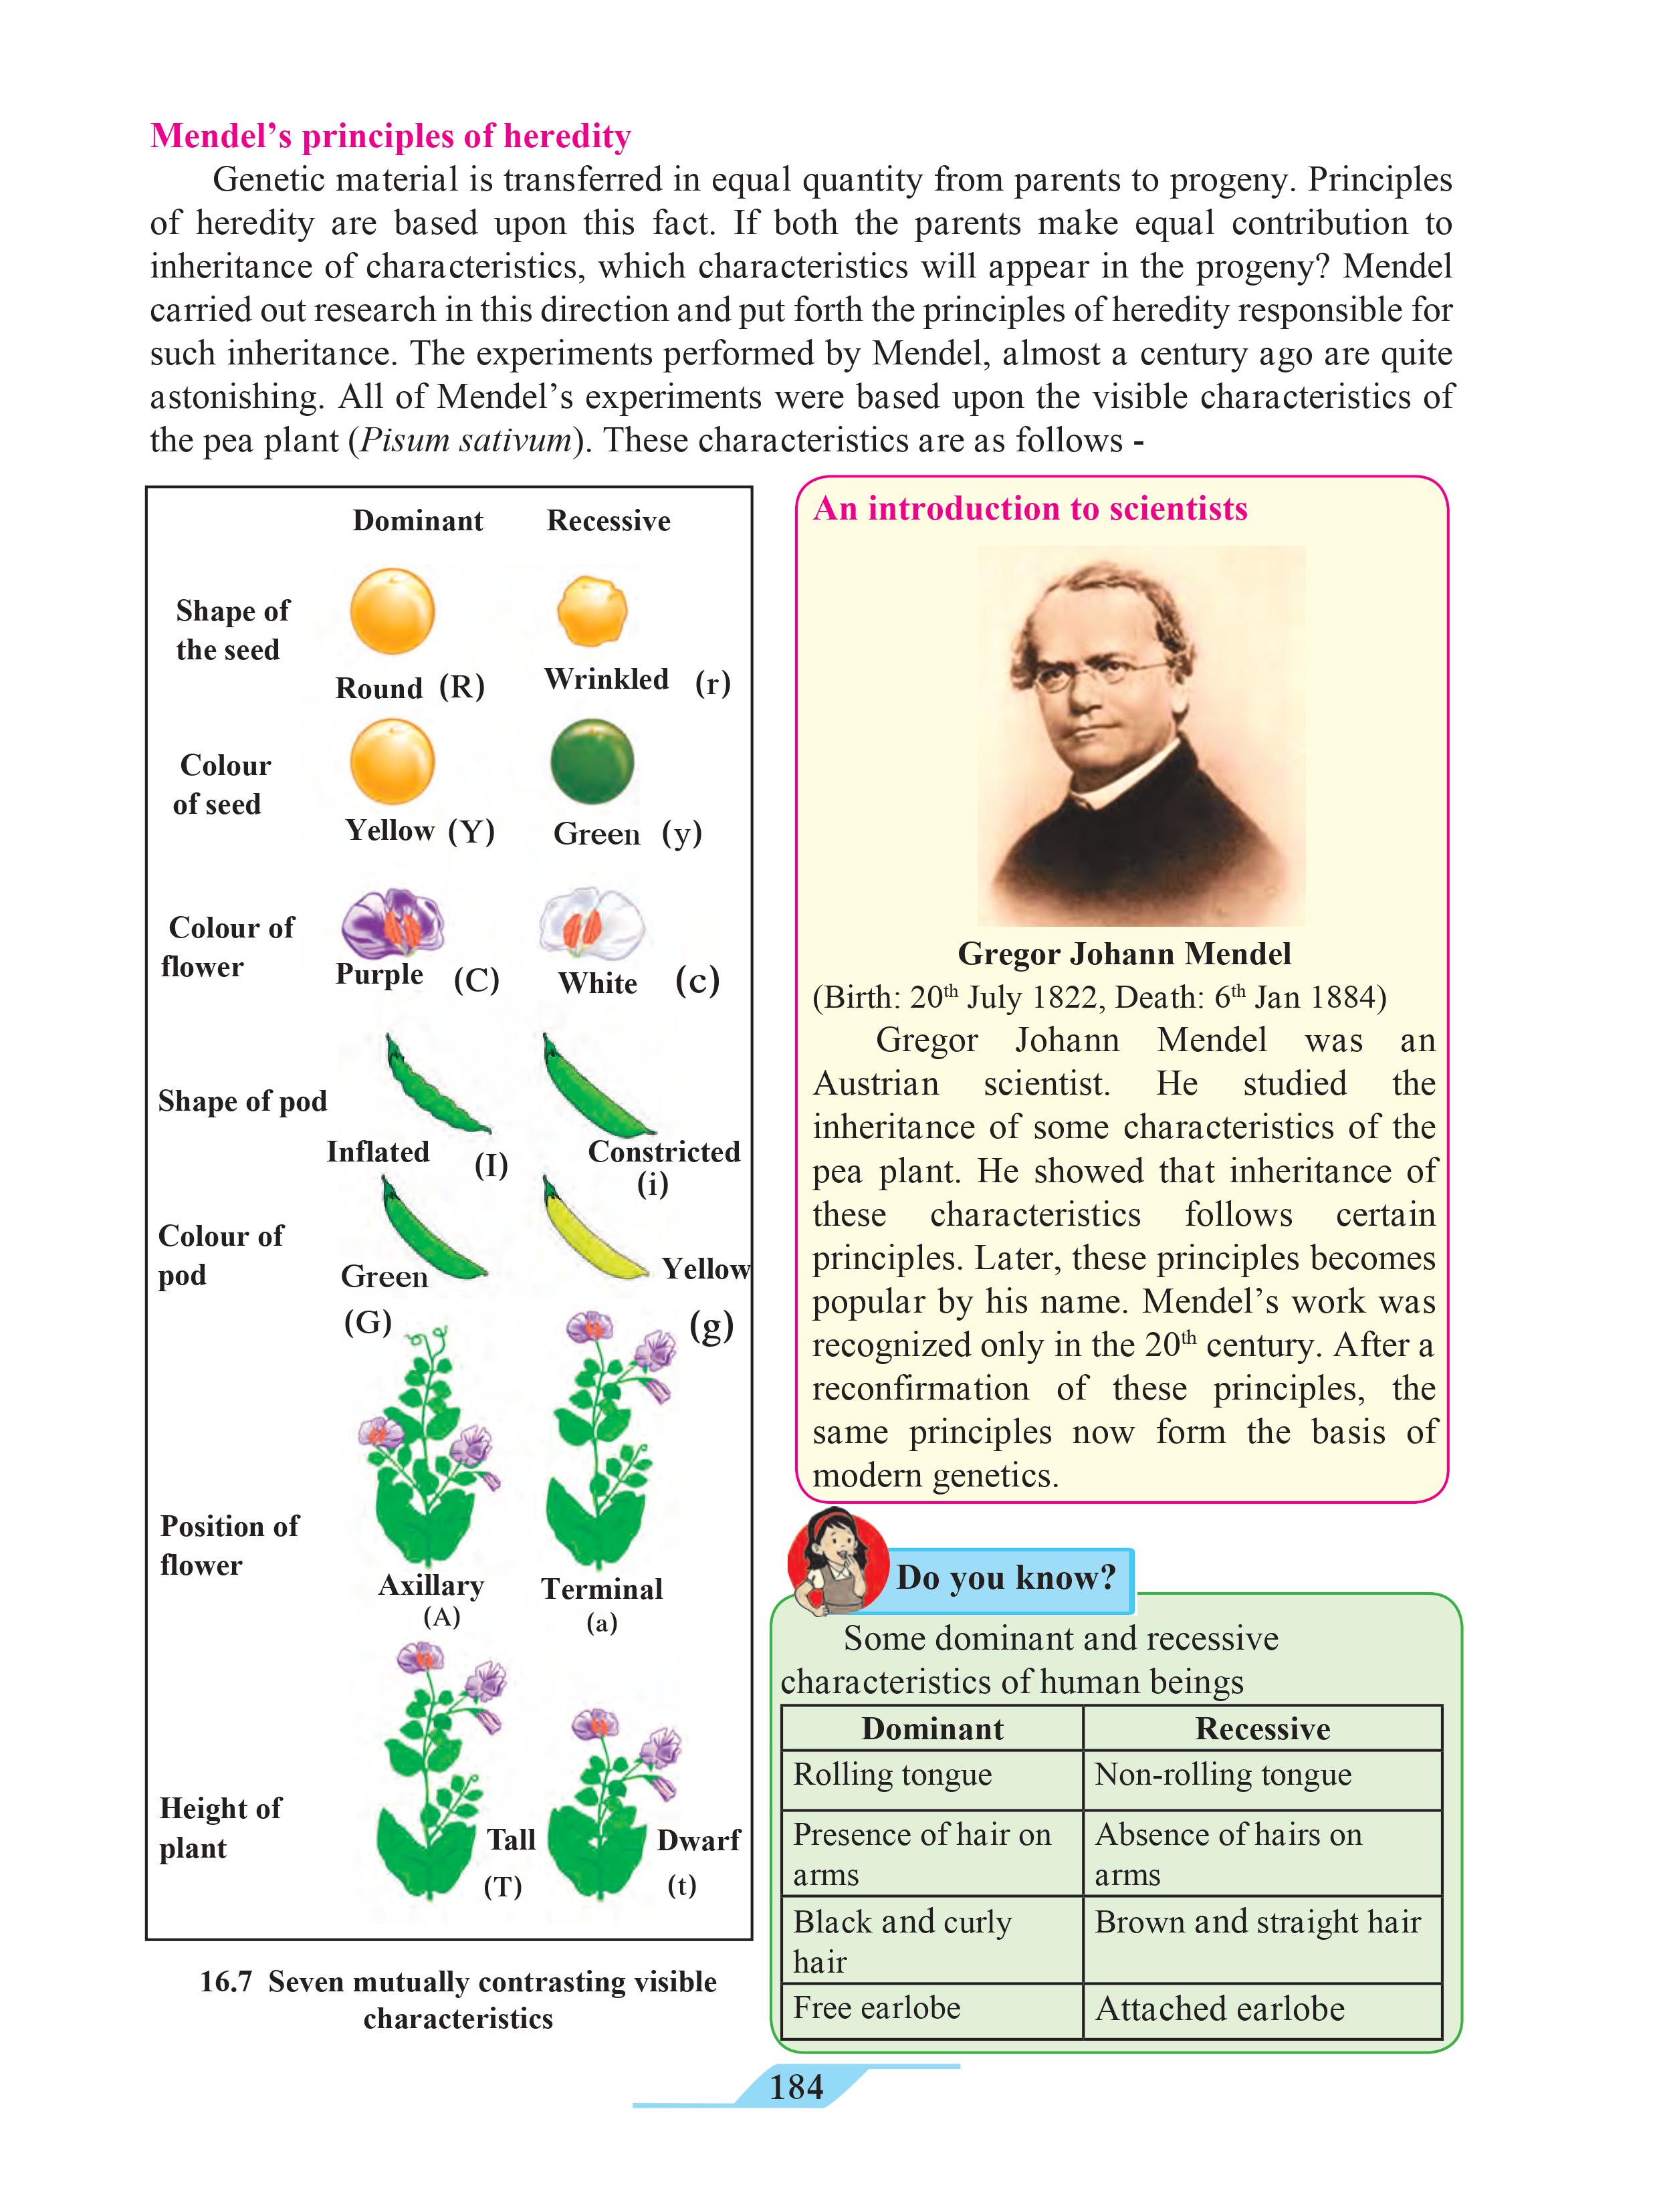 Mendel’s principles of heredity
Genetic material is transferred in equal quantity from parents to progeny. Principles
of heredity are based upon this fact. If both the parents make equal contribution to
inheritance of characteristics, which characteristics will appear in the progeny? Mendel
carried out research in this direction and put forth the principles of heredity responsible for
such inheritance. The experiments performed by Mendel, almost a century ago are quite
astonishing. All of Mendel’s experiments were based upon the visible characteristics of
the pea plant (Pisum sativum). These characteristics are as follows -
Dominant Recessive
Shape of
the seed
Round (R) Wrinkled (r)
Colour
of seed
Yellow (Y) Green (y)
Colour of
flower
Purple (C) White (c)
Shape of pod
Inflated (I) Constricted
(i)
Colour of
pod
Green Yellow
(G) (g)
Position of
flower
Axillary Terminal
(A) (a)
Height of
plant
Tall Dwarf
(T) (t)
16.7 Seven mutually contrasting visible
characteristics
An introduction to scientists
Gregor Johann Mendel
(Birth: 20th July 1822, Death: 6th Jan 1884)
Gregor Johann Mendel was an
Austrian scientist. He studied the
inheritance of some characteristics of the
pea plant. He showed that inheritance of
these characteristics follows certain
principles. Later, these principles becomes
popular by his name. Mendel’s work was
recognized only in the 20th century. After a
reconfirmation of these principles, the
same principles now form the basis of
modern genetics.
Do you know?
Some dominant and recessive
characteristics of human beings
Dominant Recessive
Rolling tongue Non-rolling tongue
Presence of hair on Absence of hairs on
arms arms
Black and curly Brown and straight hair
hair
Free earlobe Attached earlobe
184